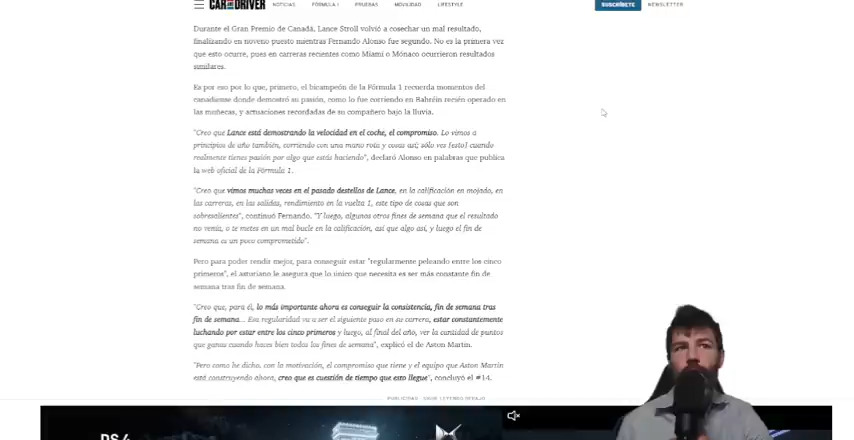 CAR AND DRIVER NOTICIAS FÓRMULA 1 PRUEBAS MOVILIDAD LIFESTYLE SUSCRÍBETE NEWSLETTER
Durante el Gran Premio de Canadá, Lance Stroll volvió a cosechar un mal resultado,
finalizando en noveno puesto mientras Fernando Alonso fue segundo. No es la primera vez
que esto ocurre, pues en carreras recientes como Miami o Mónaco ocurrieron resultados
similares.
Es por eso por lo que, primero, el bicampeón de la Fórmula 1 recuerda momentos del
canadiense donde demostró su pasión, como lo fue corriendo en Bahréin recién operado en
las muñecas, y actuaciones recordadas de su compañero bajo la lluvia.
"Creo que Lance está demostrando la velocidad en el coche, el compromiso. Lo vimos a
principios de año también, corriendo con una mano rota y cosas así; sólo ves [esto] cuando
realmente tienes pasión por algo que estás haciendo", declaró Alonso en palabras que publica
la web oficial de la Fórmula 1.
"Creo que vimos muchas veces en el pasado destellos de Lance, en la calificación en mojado, en
las carreras, en las salidas, rendimiento en la vuelta 1, este tipo de cosas que son
sobresalientes", continuó Fernando. "Y luego, algunos otros fines de semana que el resultado
no venía, o te metes en un mal bucle en la calificación, así que algo así, y luego el fin de
semana es un poco comprometido".
Pero para poder rendir mejor, para conseguir estar "regularmente peleando entre los cinco
primeros", el asturiano le asegura que lo único que necesita es ser más constante fin de
semana tras fin de semana.
"Creo que, para él, lo más importante ahora es conseguir la consistencia, fin de semana tras
fin de semana... Esa regularidad va a ser el siguiente paso en su carrera, estar constantemente
luchando por estar entre los cinco primeros y luego, al final del año, ver la cantidad de puntos
que ganas cuando haces bien todos los fines de semana", explicó el de Aston Martin.
"Pero como he dicho, con la motivación, el compromiso que tiene y el equipo que Aston Martin
está construyendo ahora, creo que es cuestión de tiempo que esto llegue", concluyó el #14.
PUBLICIDAD - SIGUE LEYENDO DEBAJO
DS 4